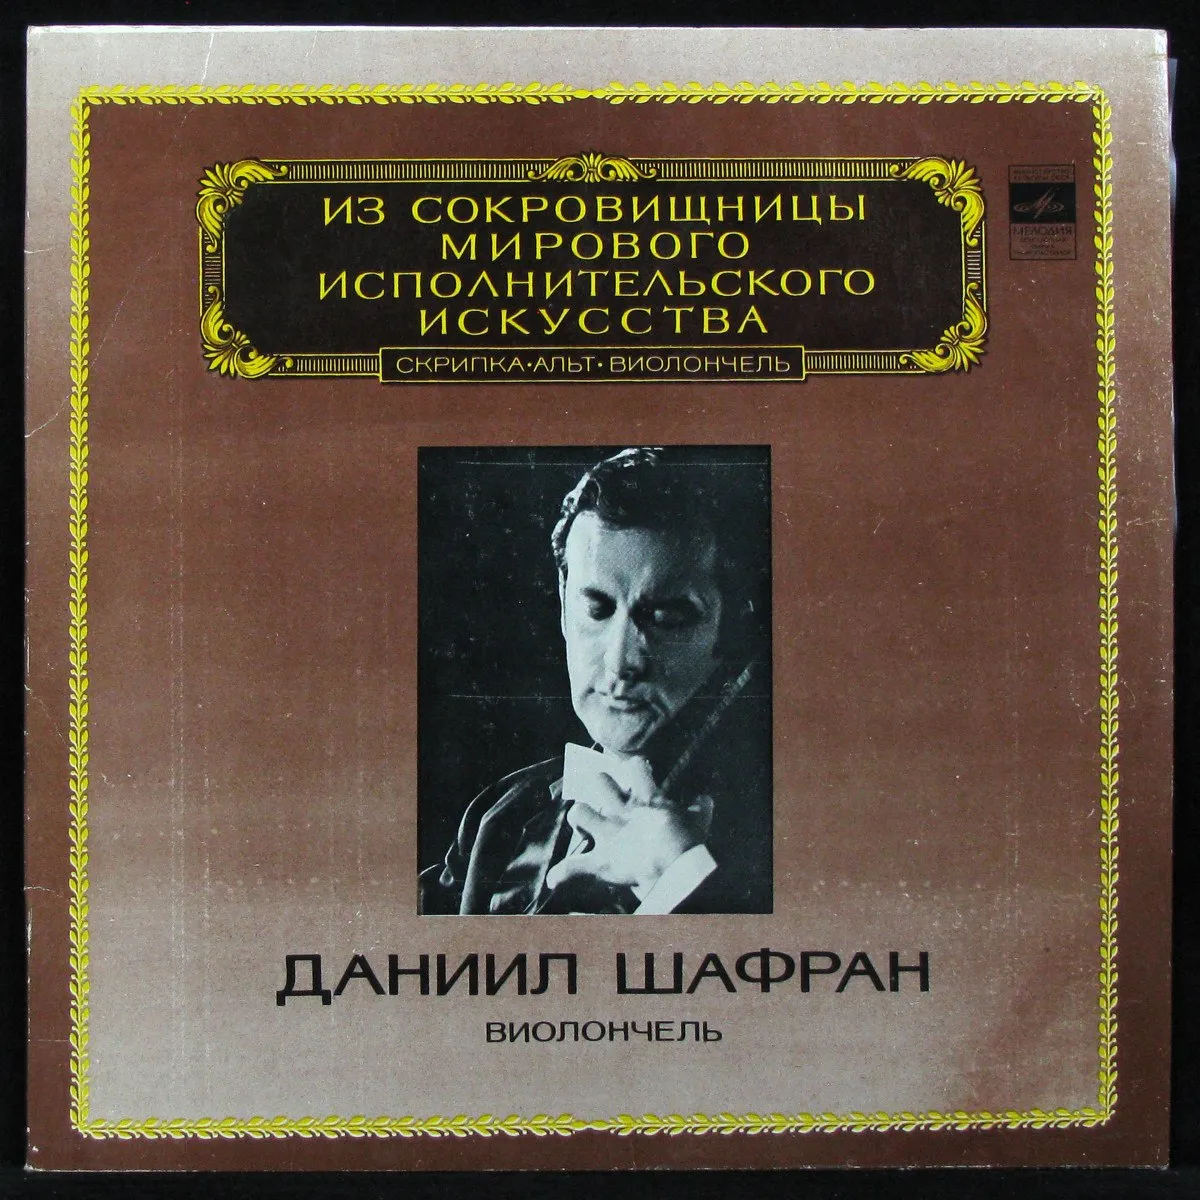 ИЗ СОКРОВИЩНИЦЫ
МИРОВОГО
ИСПОЛНИТЕЛЬСКОГО
ИСКУССТВА
СКРИПКА•АЛЬТ•ВИОЛОНЧЕЛЬ
МЕЛОДИЯ
ДАНИИЛ ШАФРАН
ВИОЛОНЧЕЛЬ